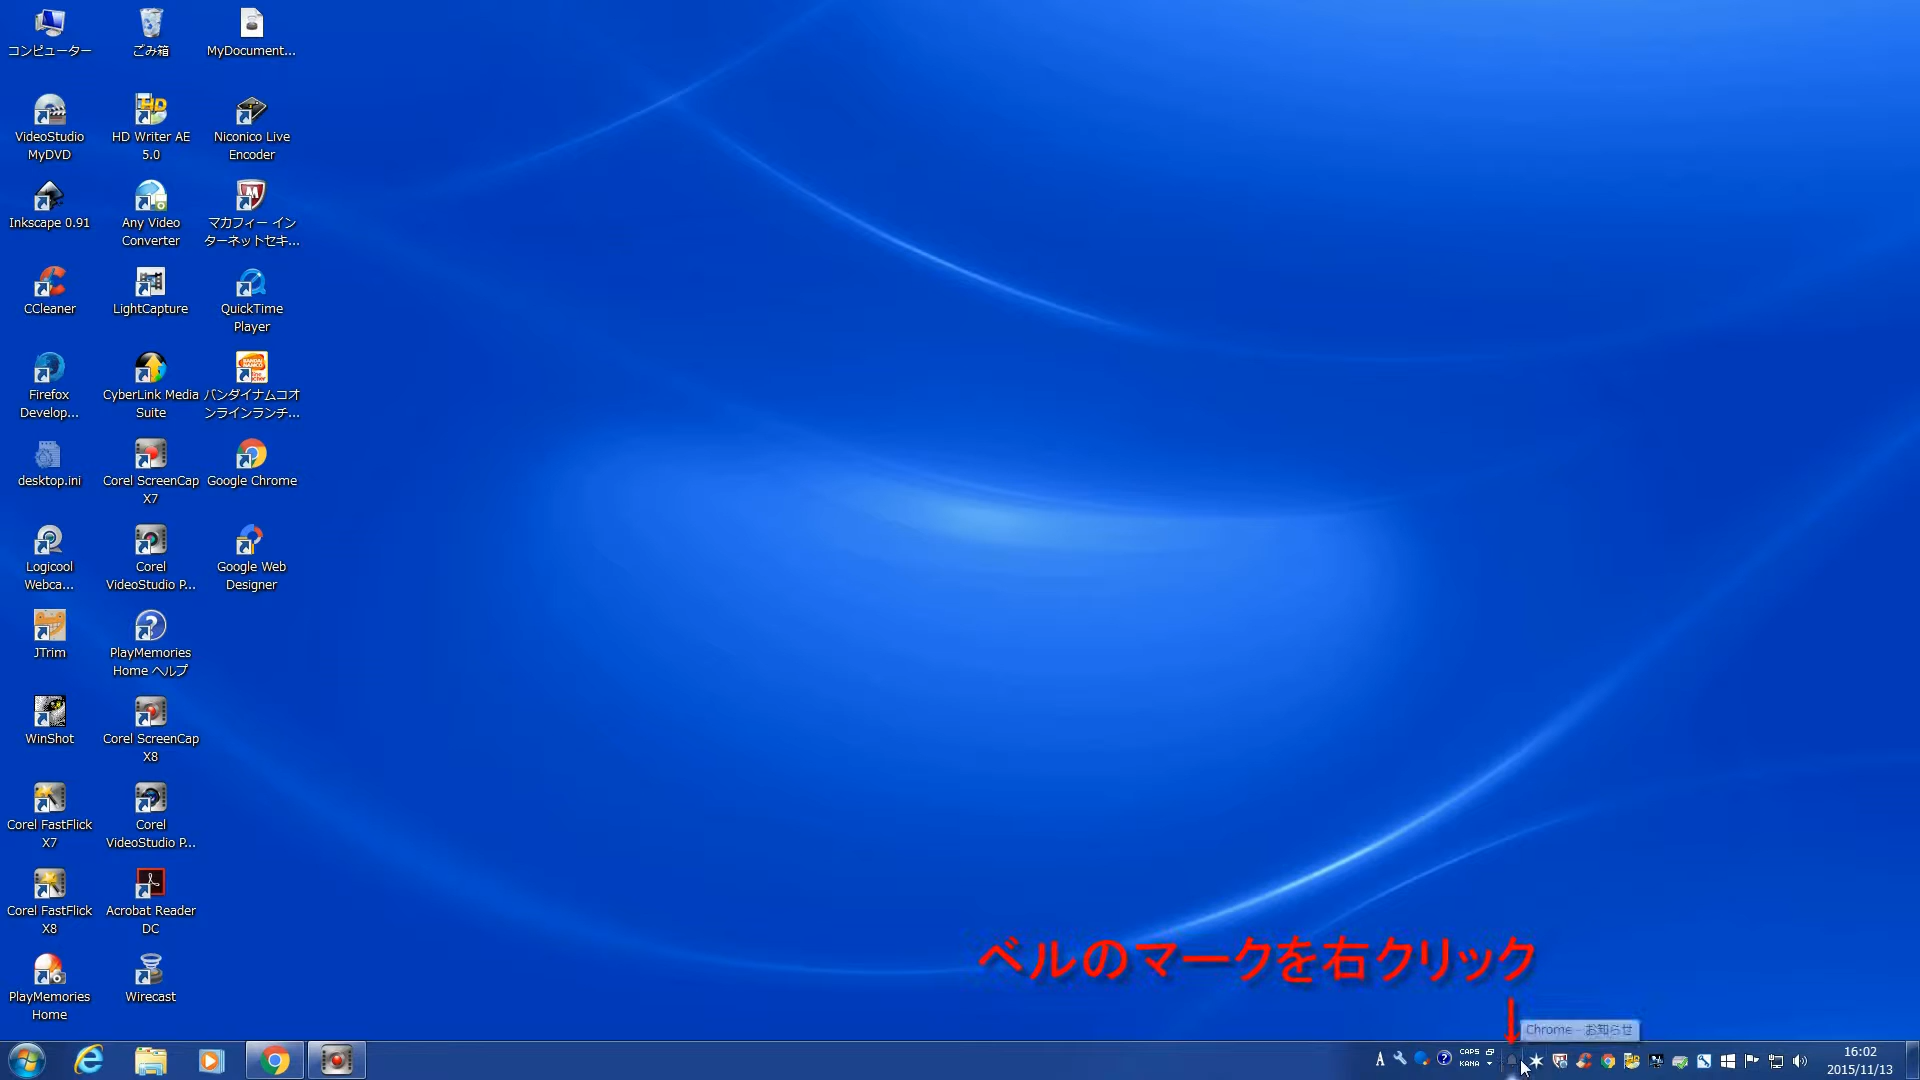 コンピューター
ごみ箱
MyDocument...
VideoStudio
MyDVD
HD Writer AE
5.0
Niconico Live
Encoder
Inkscape 0.91
Any Video
Converter
マカフィー イン
ターネットセキ...
CCleaner
LightCapture
QuickTime
Player
Firefox
Develop...
CyberLink Media
Suite
バンダイナムコオ
ンラインランチ...
desktop.ini
Corel ScreenCap
X7
Google Chrome
Logicool
Webca...
Corel
VideoStudio P...
Google Web
Designer
JTrim
PlayMemories
Home ヘルプ
WinShot
Corel ScreenCap
X8
Corel FastFlick
X7
Corel
VideoStudio P...
Corel FastFlick
X8
Acrobat Reader
DC
PlayMemories
Home
Wirecast
ベルのマークを右クリック
Chrome - お知らせ
A
CAPS
KANA
16:02
2015/11/13